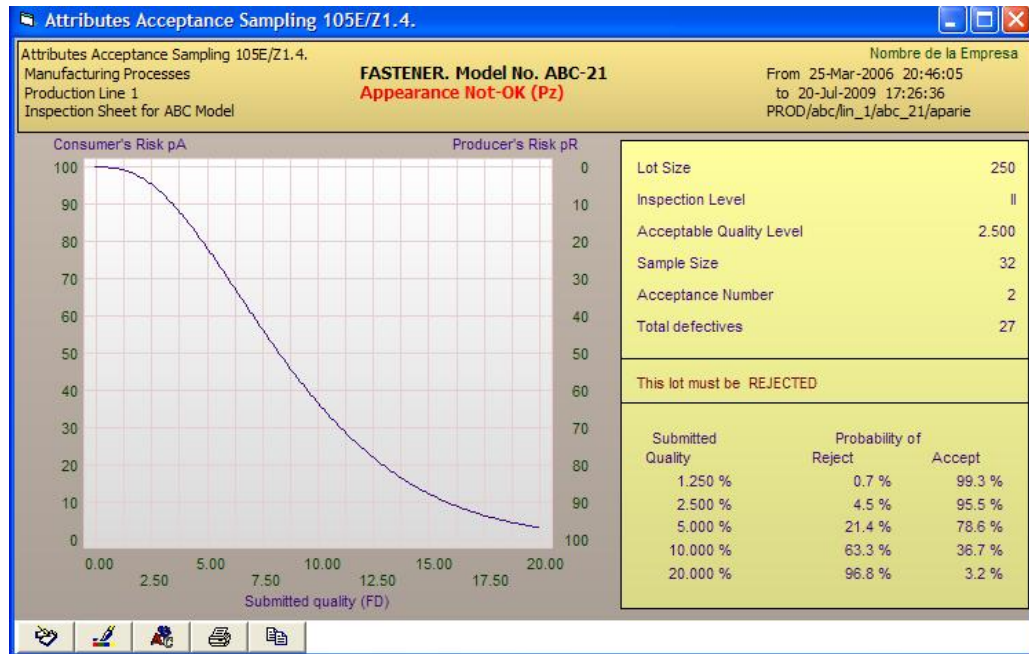 Attributes Acceptance Sampling 105E/Z1.4.
Attributes Acceptance Sampling 105E/Z1.4.
Manufacturing Processes
Production Line 1
Inspection Sheet for ABC Model
FASTENER. Model No. ABC-21
Appearance Not-OK (Pz)
Nombre de la Empresa
From 25-Mar-2006 20:46:05
to 20-Jul-2009 17:26:36
PROD/abc/lin_1/abc_21/aparie
Consumer's Risk pA Producer's Risk pR
100 0
90 10
80 20
70 30
60 40
50 50
40 60
30 70
20 80
10 90
0 100
0.00 5.00 10.00 15.00 20.00
2.50 7.50 12.50 17.50
Submitted quality (FD)
Lot Size 250
Inspection Level II
Acceptable Quality Level 2.500
Sample Size 32
Acceptance Number 2
Total defectives 27
This lot must be REJECTED
Submitted Probability of
Quality Reject Accept
1.250 % 0.7 % 99.3 %
2.500 % 4.5 % 95.5 %
5.000 % 21.4 % 78.6 %
10.000 % 63.3 % 36.7 %
20.000 % 96.8 % 3.2 %